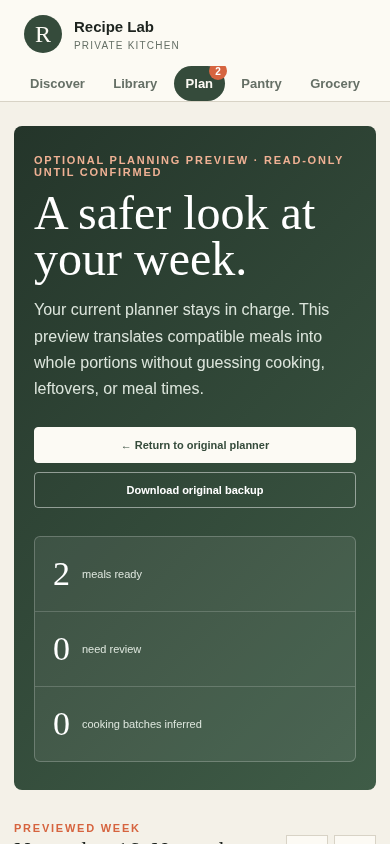 R
Recipe Lab
PRIVATE KITCHEN
Discover
Library
Plan
2
Pantry
Grocery
OPTIONAL PLANNING PREVIEW · READ-ONLY
UNTIL CONFIRMED
A safer look at
your week.
Your current planner stays in charge. This
preview translates compatible meals into
whole portions without guessing cooking,
leftovers, or meal times.
← Return to original planner
Download original backup
2 meals ready
0 need review
0 cooking batches inferred
PREVIEWED WEEK